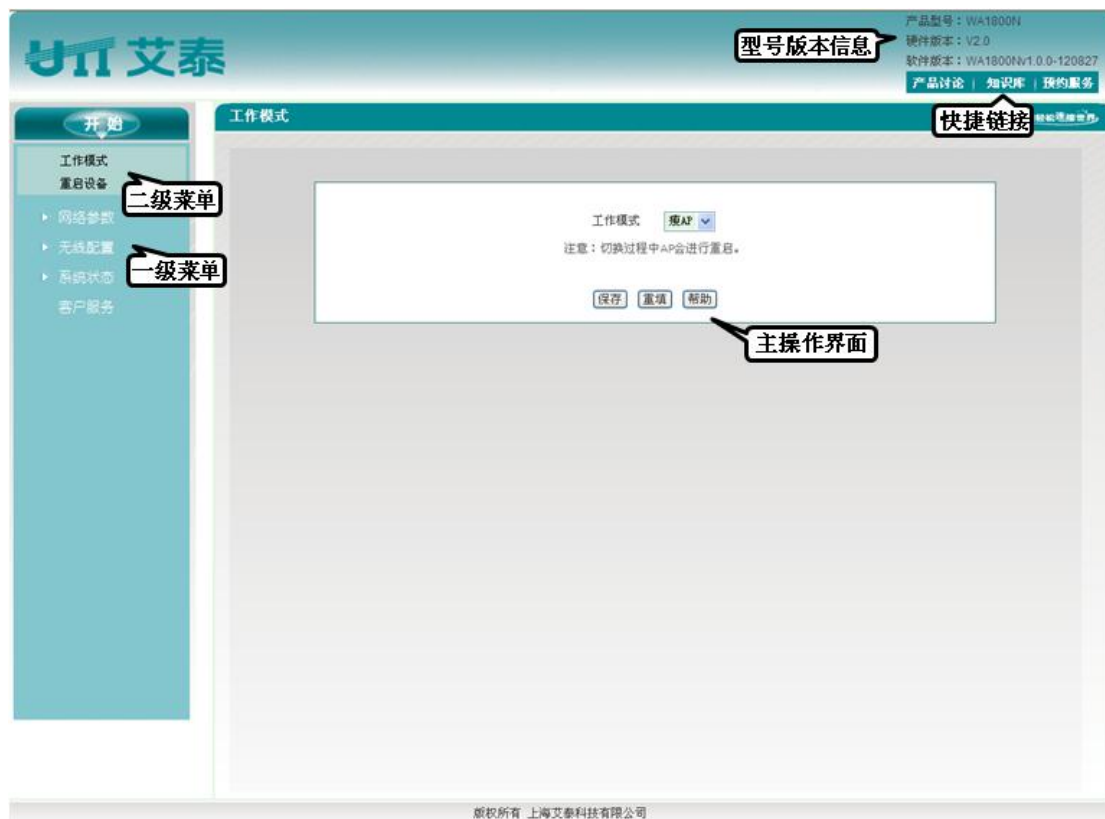 UTT 艾泰
型号版本信息
产品型号：WA1800N
硬件版本：V2.0
软件版本：WA1800Nv1.0.0-120827
产品讨论 | 知识库 | 预约服务
快捷链接
开始
工作模式
重启设备
二级菜单
网络参数
无线配置
一级菜单
系统状态
客户服务
工作模式
工作模式 瘦AP
注意：切换过程中AP会进行重启。
保存 重填 帮助
主操作界面
版权所有 上海艾泰科技有限公司